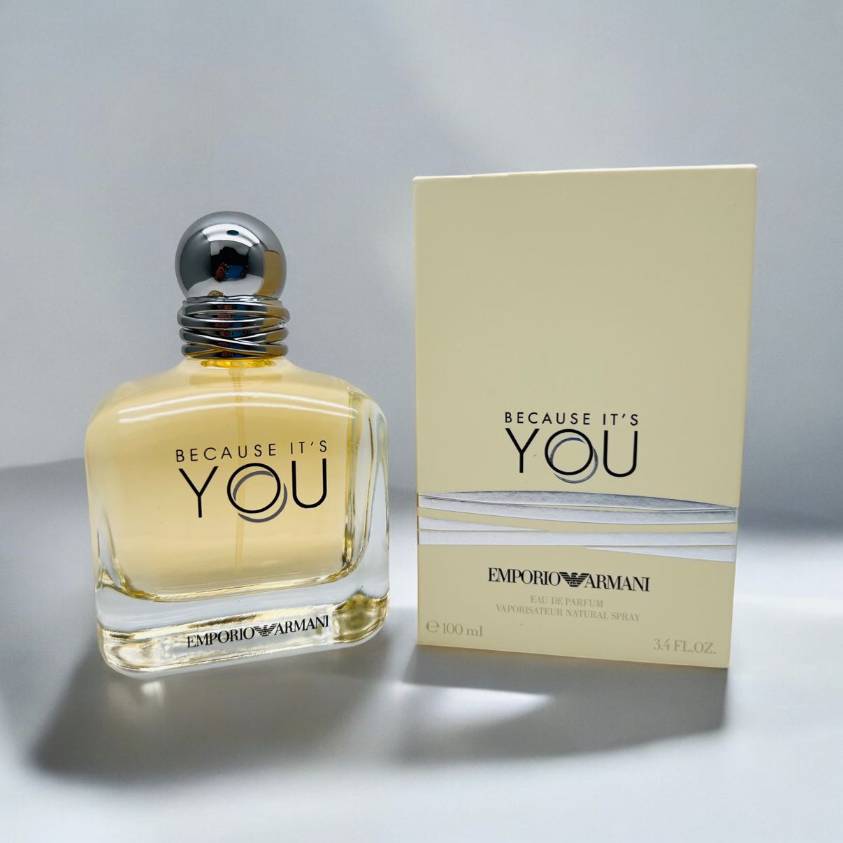 BECAUSE IT'S
YOU
EMPORIO ARMANI
BECAUSE IT'S
YOU
EMPORIO ARMANI
EAU DE PARFUM
VAPORISATEUR NATURAL SPRAY
℮ 100 ml
3.4 FL.OZ.